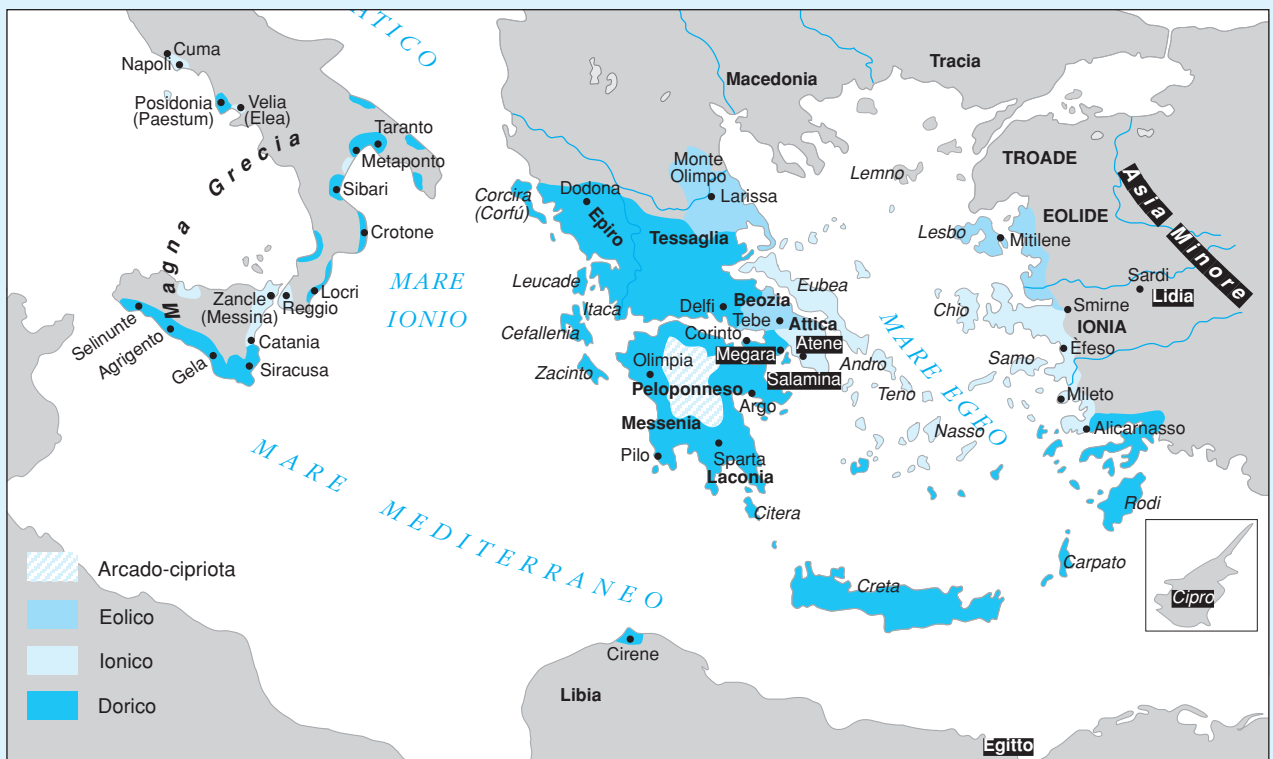 ATICO
Cuma
Napoli
Posidonia
(Paestum)
Velia
(Elea)
Taranto
Metaponto
Sibari
Crotone
Magna Grecia
Locri
Reggio
Zancle
(Messina)
Catania
Siracusa
Selinunte
Agrigento
Gela
MARE
IONIO
Macedonia
Tracia
Monte
Olimpo
Larissa
Lemno
TROADE
Asia Minore
EOLIDE
Lesbo
Mitilene
Corcira
(Corfú)
Dodona
Epiro
Tessaglia
Leucade
Itaca
Cefallenia
Zacinto
Delfi
Beozia
Tebe
Eubea
Attica
Atene
Corinto
Megara
Salamina
Olimpia
Peloponneso
Argo
Messenia
Pilo
Sparta
Laconia
Citera
Andro
Teno
Nasso
MARE EGEO
Chio
Samo
Sardi
Lidia
Smirne
IONIA
Èfeso
Mileto
Alicarnasso
Rodi
Carpato
Creta
Cipro
MARE MEDITERRANEO
Cirene
Libia
Egitto
Arcado-cipriota
Eolico
Ionico
Dorico